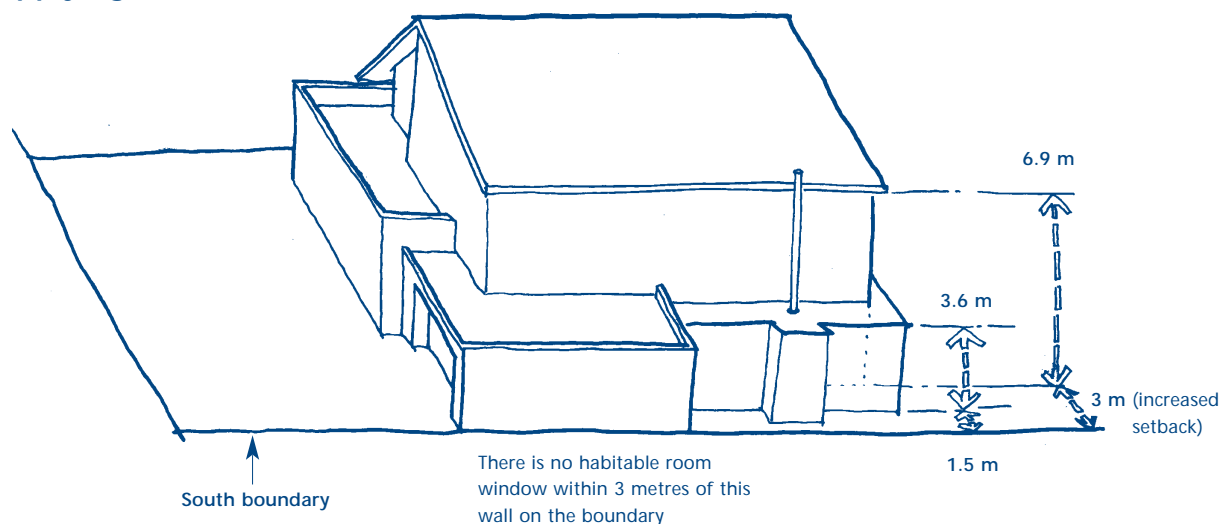 6.9 m
3.6 m
3 m (increased
setback)
1.5 m
There is no habitable room
window within 3 metres of this
wall on the boundary
South boundary